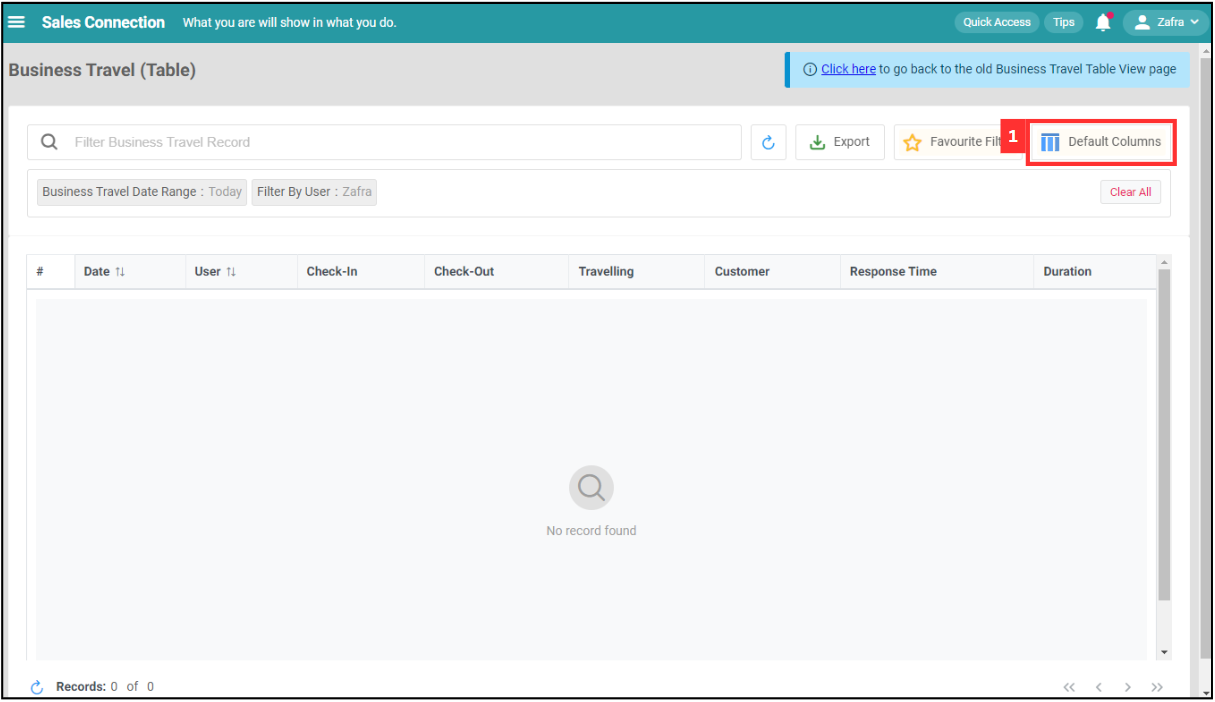 Sales Connection What you are will show in what you do. Quick Access Tips Zafra
Business Travel (Table)
Click here to go back to the old Business Travel Table View page
Filter Business Travel Record Export Favourite Filt 1 Default Columns
Business Travel Date Range : Today Filter By User : Zafra Clear All
# Date User Check-In Check-Out Travelling Customer Response Time Duration
No record found
Records: 0 of 0